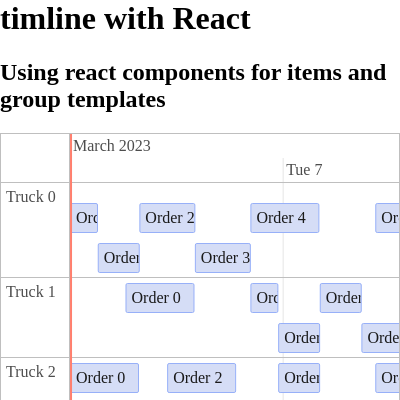 timline with React
Using react components for items and
group templates
March 2023
Tue 7
Truck 0
Ord Order 2 Order 4 Or
Order Order 3
Truck 1
Order 0 Ord Order
Order Orde
Truck 2
Order 0 Order 2 Order Or